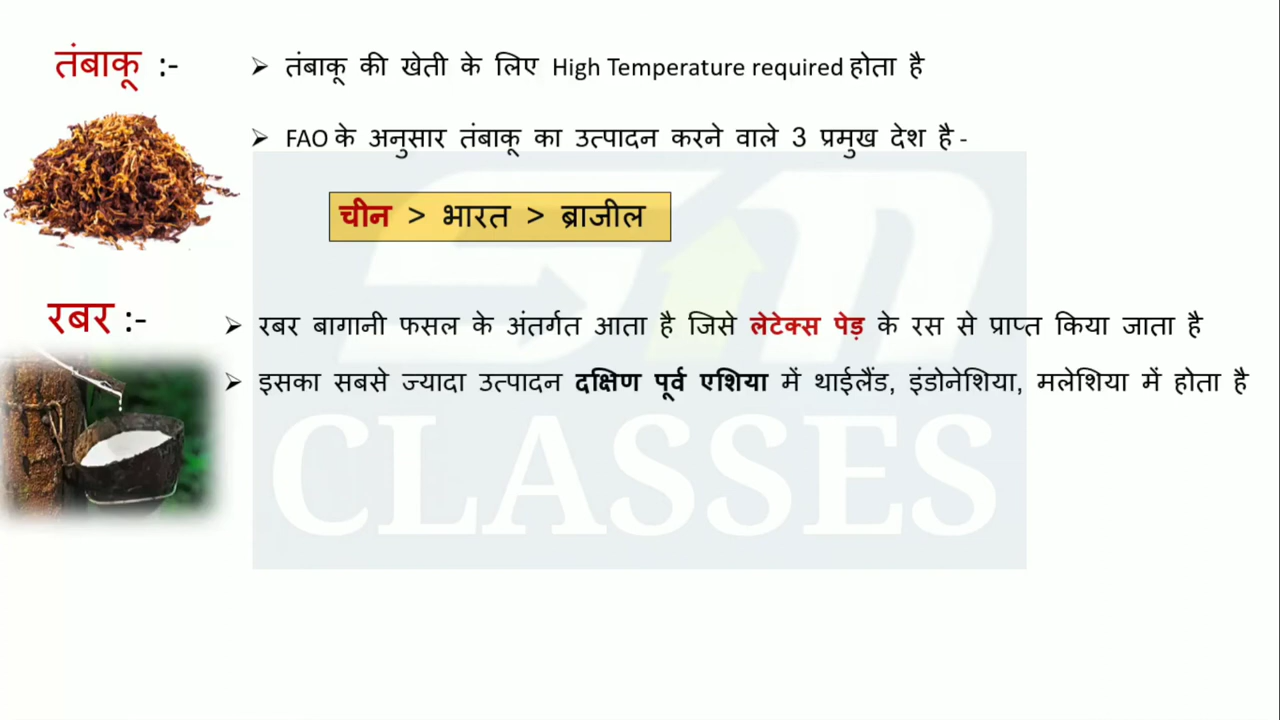 तंबाकू :-
➢ तंबाकू की खेती के लिए High Temperature required होता है
➢ FAO के अनुसार तंबाकू का उत्पादन करने वाले 3 प्रमुख देश है -
चीन > भारत > ब्राजील
रबर :-
➢ रबर बागानी फसल के अंतर्गत आता है जिसे लेटेक्स पेड़ के रस से प्राप्त किया जाता है
➢ इसका सबसे ज्यादा उत्पादन दक्षिण पूर्व एशिया में थाईलैंड, इंडोनेशिया, मलेशिया में होता है
CLASSES